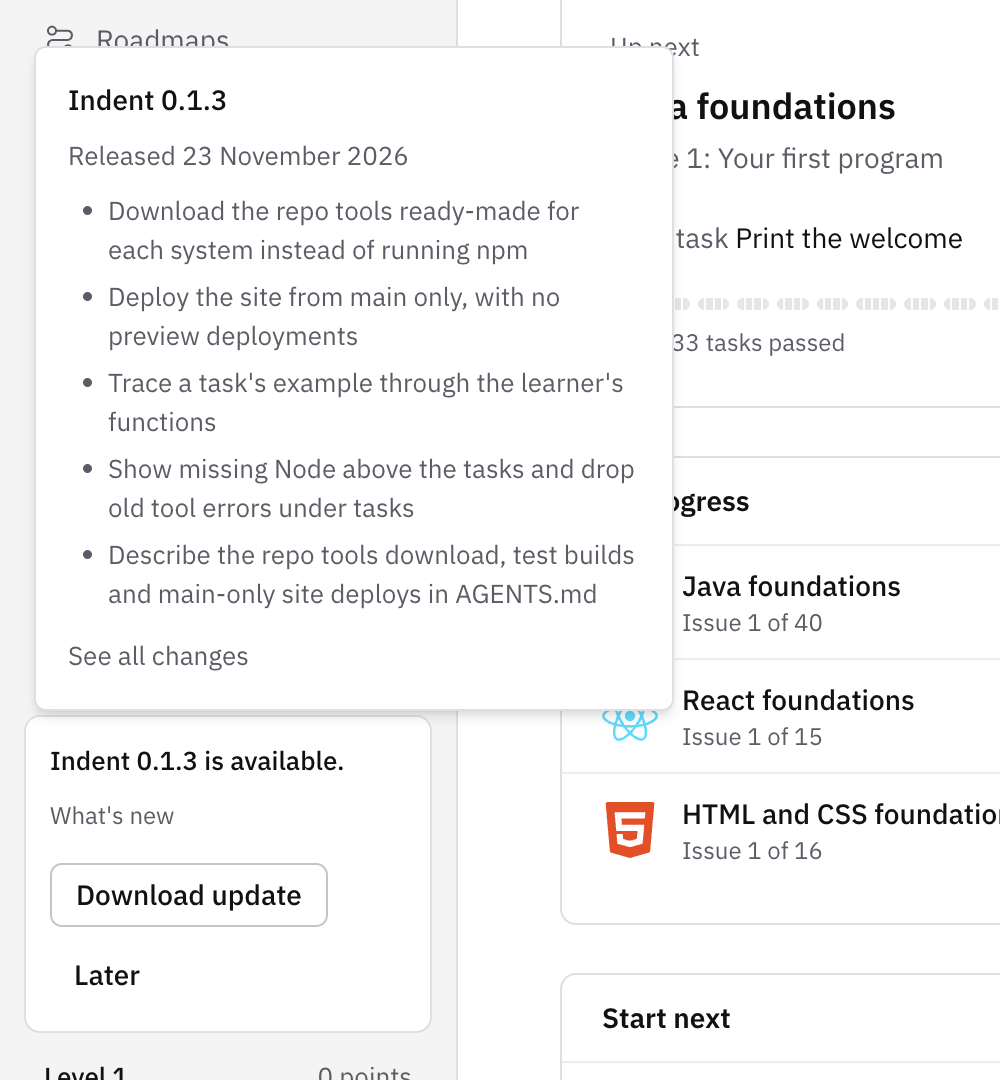 Roadmaps
Indent 0.1.3
Released 23 November 2026
Download the repo tools ready-made for
each system instead of running npm
Deploy the site from main only, with no
preview deployments
Trace a task's example through the learner's
functions
Show missing Node above the tasks and drop
old tool errors under tasks
Describe the repo tools download, test builds
and main-only site deploys in AGENTS.md
See all changes
Indent 0.1.3 is available.
What's new
Download update
Later
Level 1
0 points
Up next
a foundations
e 1: Your first program
task Print the welcome
33 tasks passed
ogress
Java foundations
Issue 1 of 40
React foundations
Issue 1 of 15
HTML and CSS foundatio
Issue 1 of 16
Start next